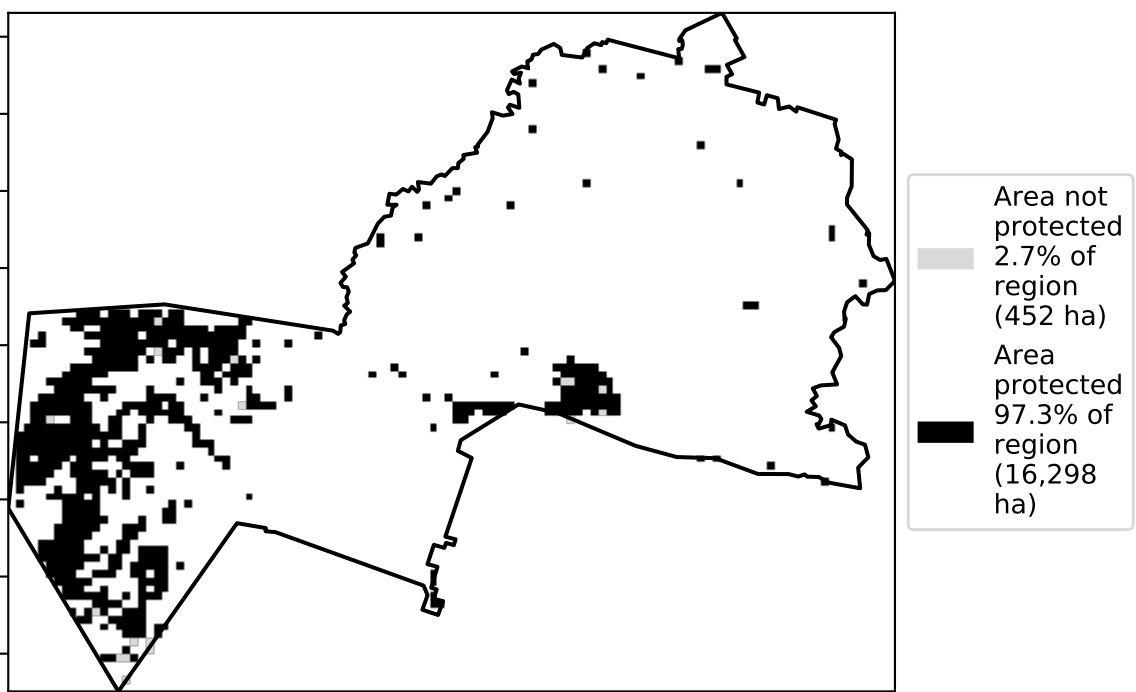 Area not
protected
2.7% of
region
(452 ha)
Area
protected
97.3% of
region
(16,298
ha)